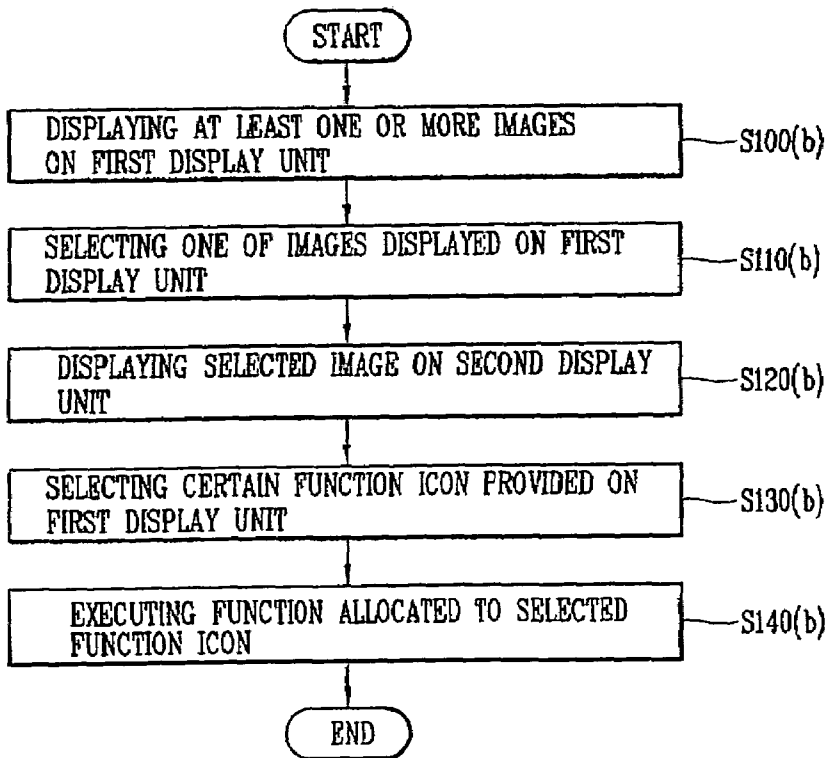 START
DISPLAYING AT LEAST ONE OR MORE IMAGES
ON FIRST DISPLAY UNIT
S100(b)
SELECTING ONE OF IMAGES DISPLAYED ON FIRST
DISPLAY UNIT
S110(b)
DISPLAYING SELECTED IMAGE ON SECOND DISPLAY
UNIT
S120(b)
SELECTING CERTAIN FUNCTION ICON PROVIDED ON
FIRST DISPLAY UNIT
S130(b)
EXECUTING FUNCTION ALLOCATED TO SELECTED
FUNCTION ICON
S140(b)
END